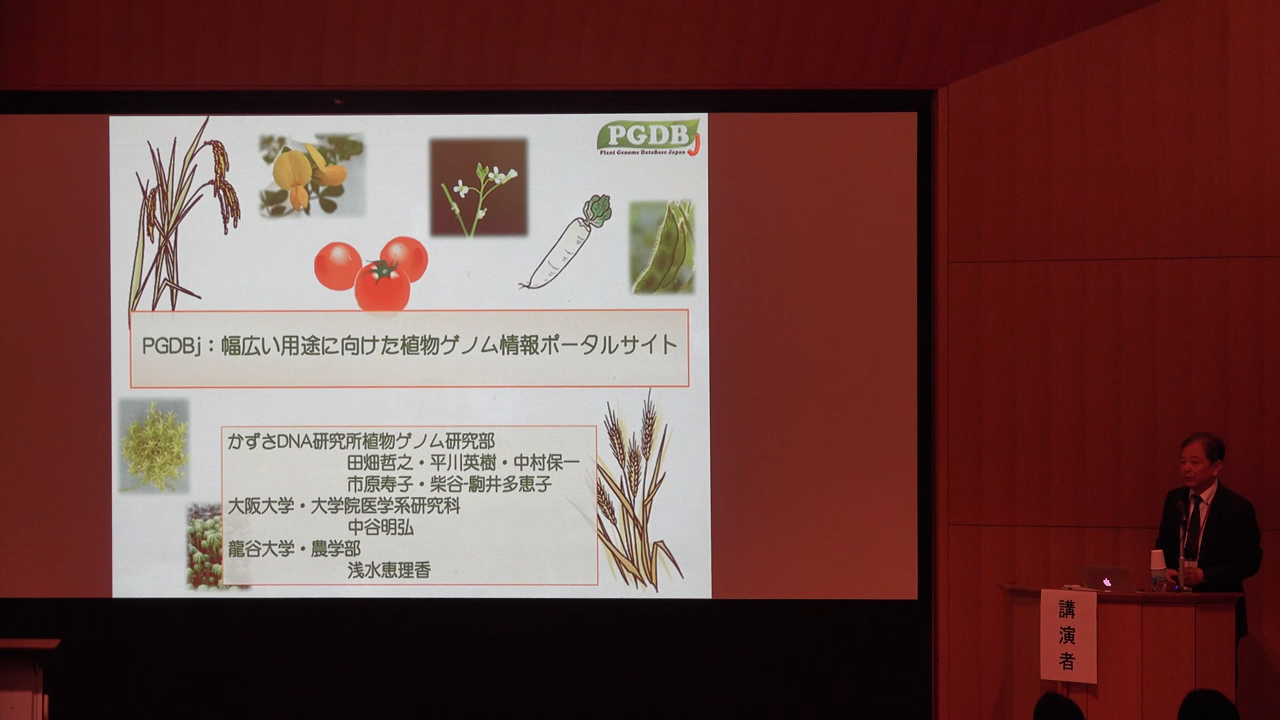 PGDBj
Plant Genome DataBase Japan
PGDBj：幅広い用途に向けた植物ゲノム情報ポータルサイト
かずさDNA研究所植物ゲノム研究部
田畑哲之・平川英樹・中村保一
市原寿子・柴谷-駒井多恵子
大阪大学・大学院医学系研究科
中谷明弘
龍谷大学・農学部
浅水恵理香
講演者